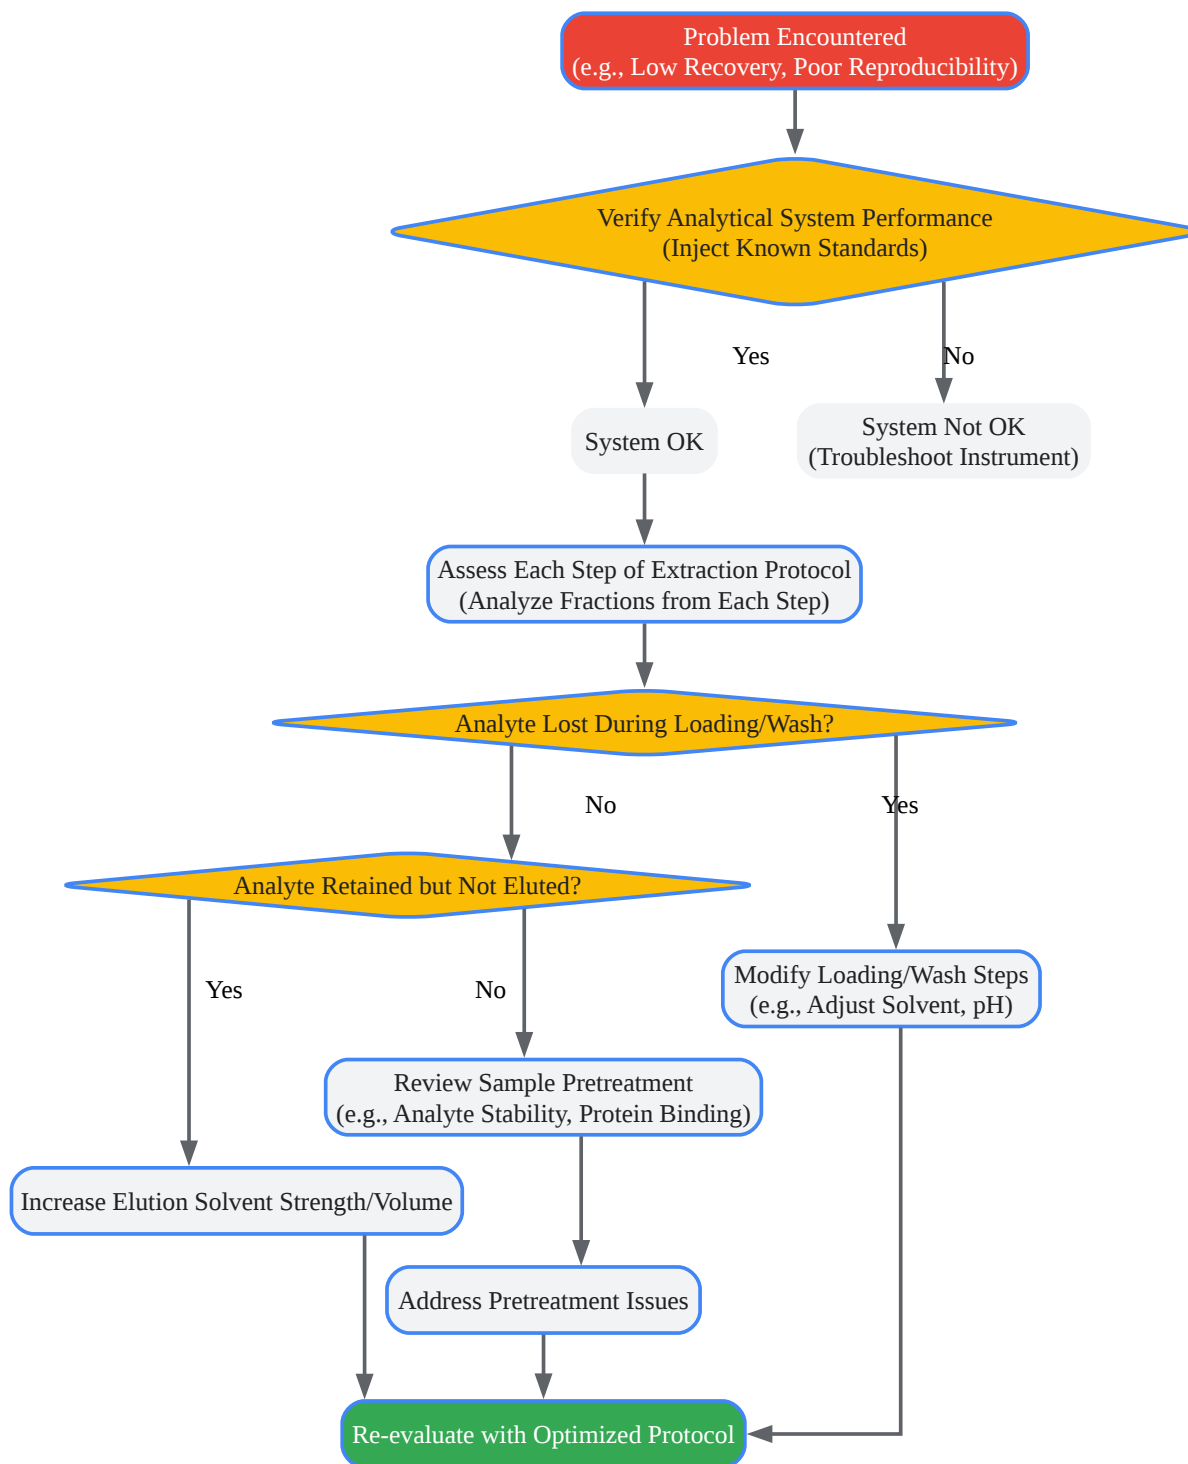 Problem Encountered
(e.g., Low Recovery, Poor Reproducibility)
Verify Analytical System Performance
(Inject Known Standards)
Yes
No
System OK
System Not OK
(Troubleshoot Instrument)
Assess Each Step of Extraction Protocol
(Analyze Fractions from Each Step)
Analyte Lost During Loading/Wash?
No
Yes
Analyte Retained but Not Eluted?
Yes
No
Modify Loading/Wash Steps
(e.g., Adjust Solvent, pH)
Review Sample Pretreatment
(e.g., Analyte Stability, Protein Binding)
Increase Elution Solvent Strength/Volume
Address Pretreatment Issues
Re-evaluate with Optimized Protocol